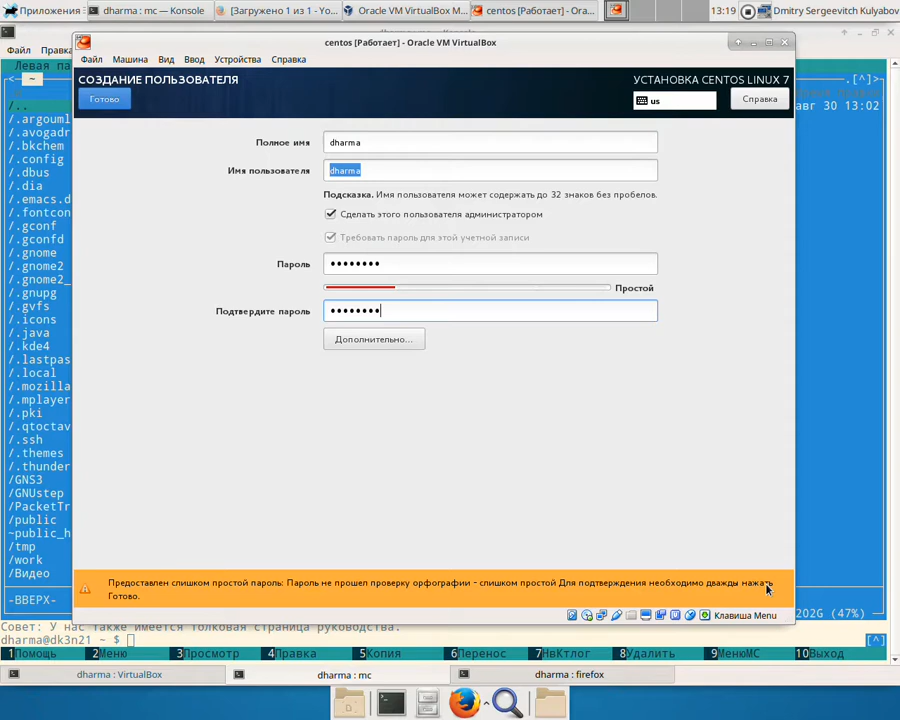 Приложения
dharma : mc — Konsole
[Загружено 1 из 1 - Yo...
Oracle VM VirtualBox M...
centos [Работает] - Ora...
13:19
Dmitry Sergeevitch Kulyabov
Файл Правка
Левая па
<— ~
.[^]>
/..
авг 30 13:02
/.argouml
/.avogadr
/.bkchem
/.config
/.dbus
/.dia
/.emacs.d
/.fontcon
/.gconf
/.gconfd
/.gnome
/.gnome2
/.gnome2_
/.gnupg
/.gvfs
/.icons
/.java
/.kde4
/.lastpas
/.local
/.mozilla
/.mplayer
/.pki
/.qtoctav
/.ssh
/.themes
/.thunder
/GNS3
/GNUstep
/PacketTr
/public
~public_h
/tmp
/work
/Видео
-ВВЕРХ-
202G (47%)
centos [Работает] - Oracle VM VirtualBox
Файл Машина Вид Ввод Устройства Справка
СОЗДАНИЕ ПОЛЬЗОВАТЕЛЯ
УСТАНОВКА CENTOS LINUX 7
Готово
us
Справка
Полное имя
dharma
Имя пользователя
dharma
Подсказка. Имя пользователя может содержать до 32 знаков без пробелов.
Сделать этого пользователя администратором
Требовать пароль для этой учетной записи
Пароль
••••••••
Простой
Подтвердите пароль
••••••••
Дополнительно...
Предоставлен слишком простой пароль: Пароль не прошел проверку орфографии - слишком простой Для подтверждения необходимо дважды нажать
Готово.
Клавиша Menu
Совет: У нас также имеется толковая страница руководства.
dharma@dk3n21 ~ $
[^]
1Помощь 2Меню 3Просмотр 4Правка 5Копия 6Перенос 7НвКтлог 8Удалить 9МенюМС 10Выход
dharma : VirtualBox
dharma : mc
dharma : firefox